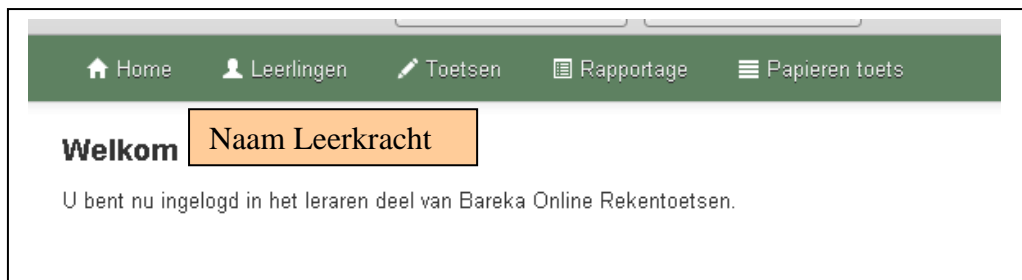 Home Leerlingen Toetsen Rapportage Papieren toets
Welkom Naam Leerkracht
U bent nu ingelogd in het leraren deel van Bareka Online Rekentoetsen.